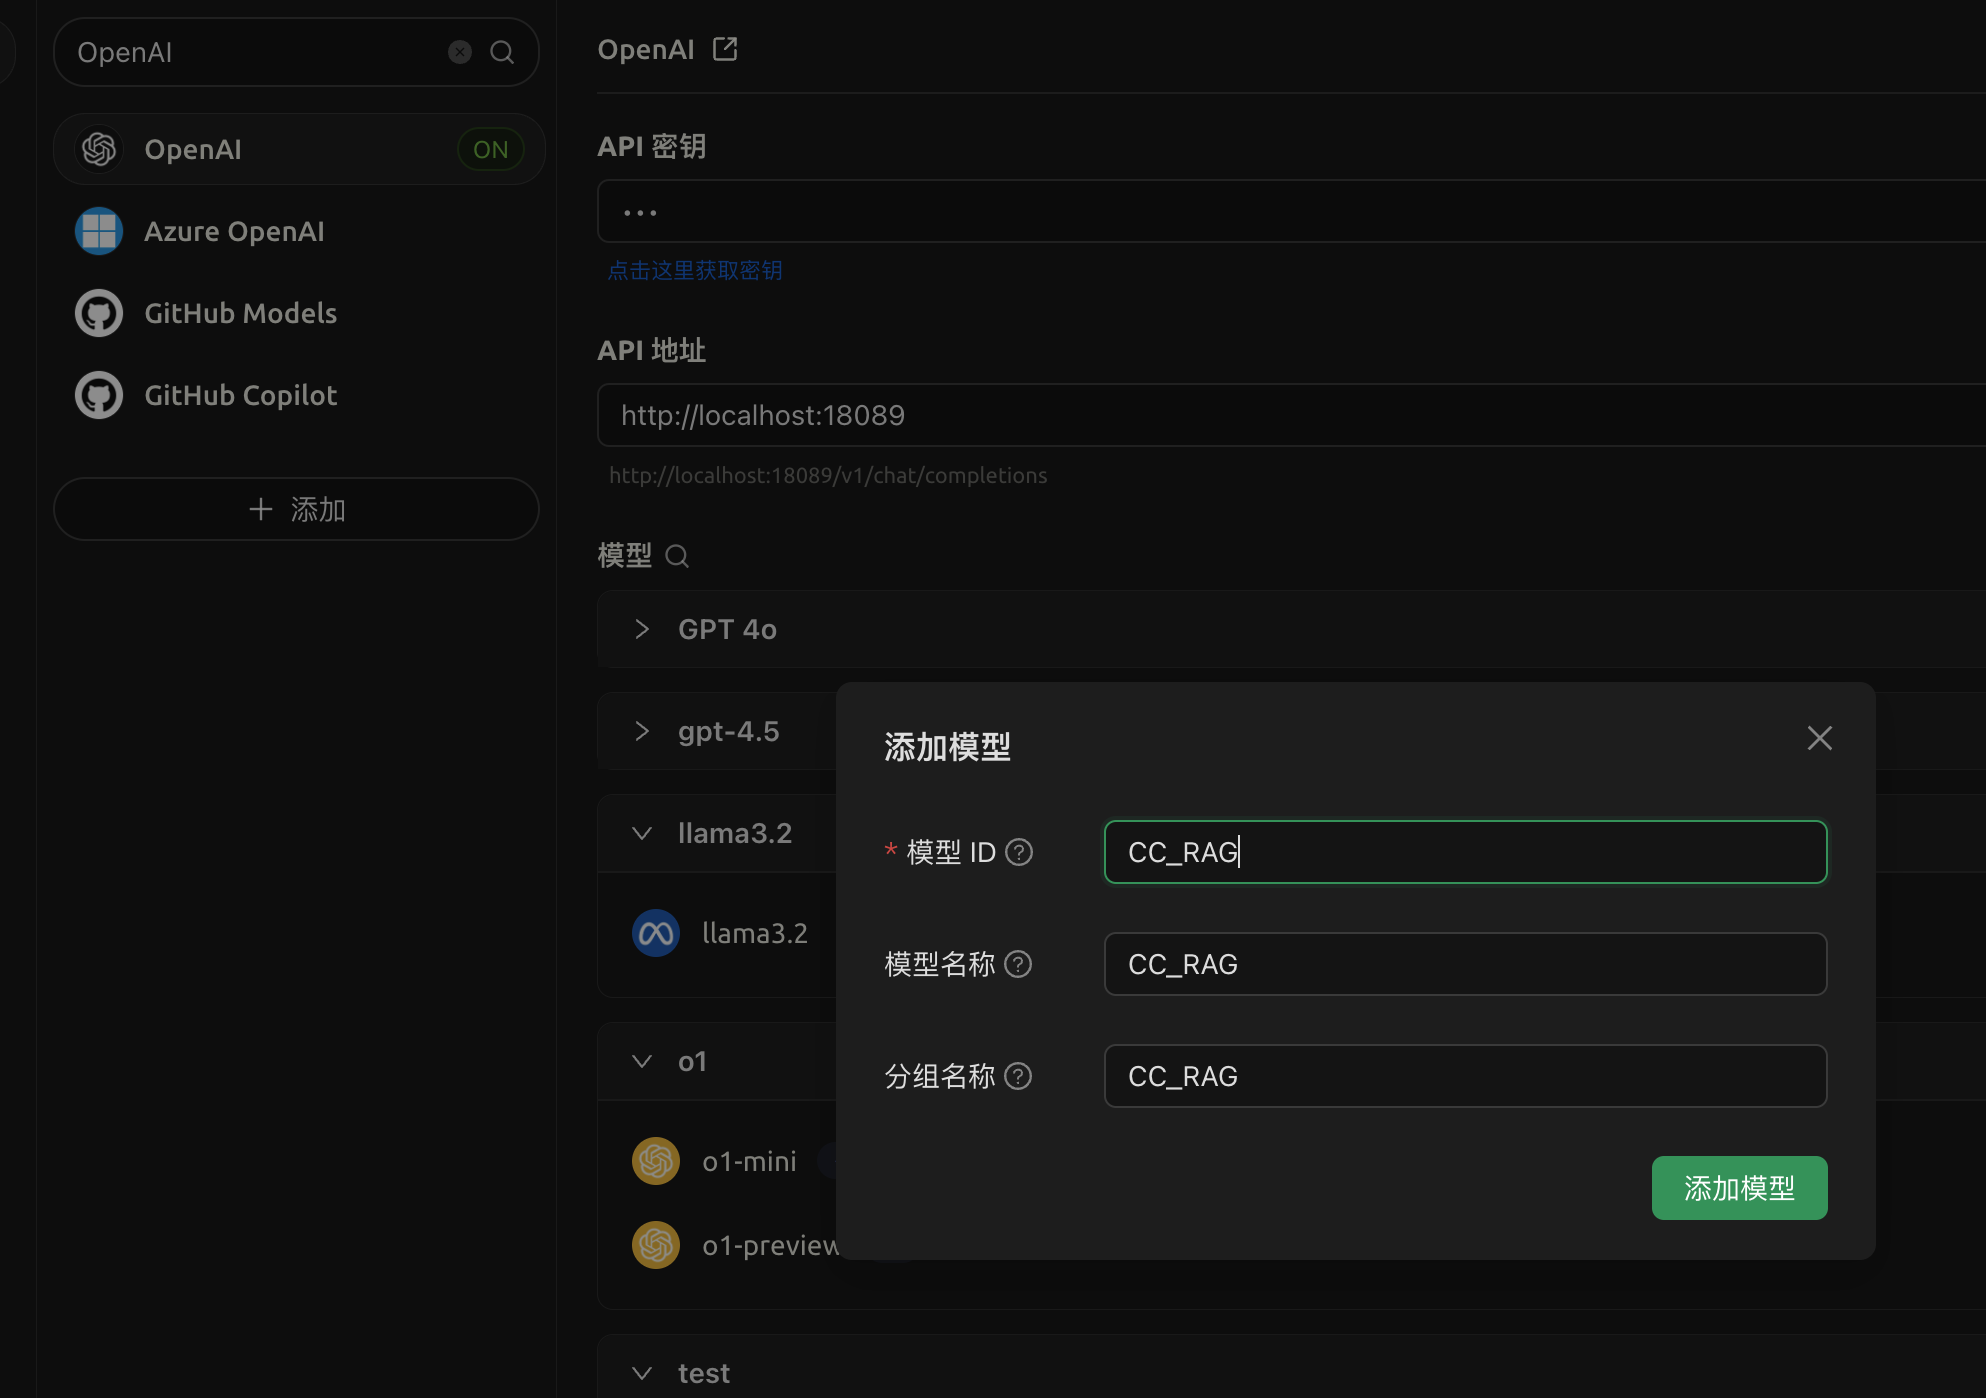 OpenAI
OpenAI
ON
Azure OpenAI
GitHub Models
GitHub Copilot
添加
OpenAI
API 密钥
点击这里获取密钥
API 地址
http://localhost:18089
http://localhost:18089/v1/chat/completions
模型
GPT 4o
gpt-4.5
llama3.2
llama3.2
o1
o1-mini
o1-preview
test
添加模型
* 模型 ID
CC_RAG
模型名称
CC_RAG
分组名称
CC_RAG
添加模型